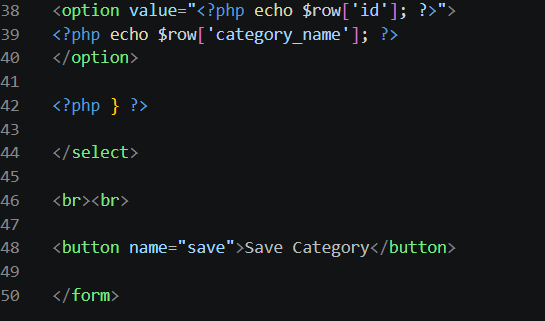 38 <option value="<?php echo $row['id']; ?>">
39 <?php echo $row['category_name']; ?>
40 </option>
41
42 <?php } ?>
43
44 </select>
45
46 <br><br>
47
48 <button name="save">Save Category</button>
49
50 </form>